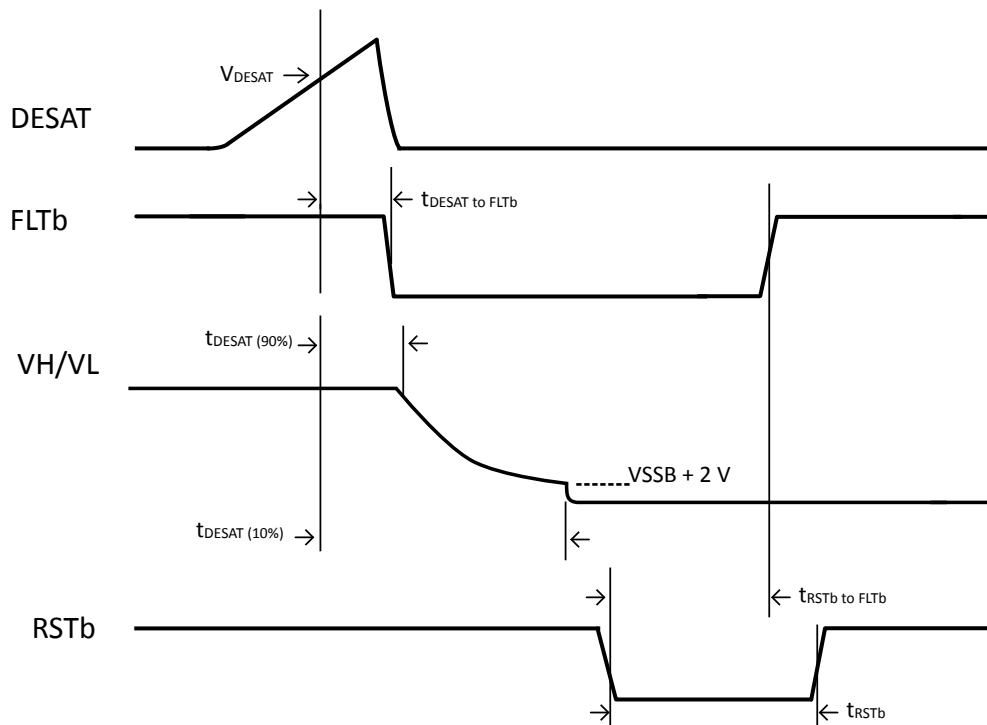 VDESAT
DESAT
tDESAT to FLTb
FLTb
tDESAT (90%)
VH/VL
VSSB + 2 V
tDESAT (10%)
tRSTb to FLTb
RSTb
tRSTb